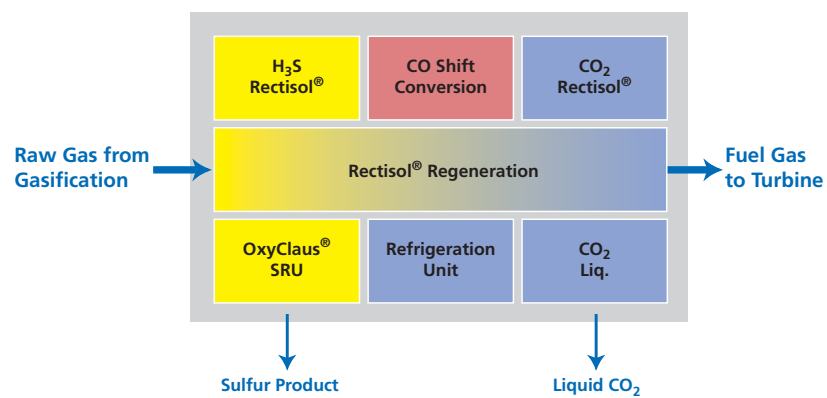 H₃S
Rectisol®
CO Shift
Conversion
CO₂
Rectisol®
Raw Gas from
Gasification
Rectisol® Regeneration
Fuel Gas
to Turbine
OxyClaus®
SRU
Refrigeration
Unit
CO₂
Liq.
Sulfur Product
Liquid CO₂